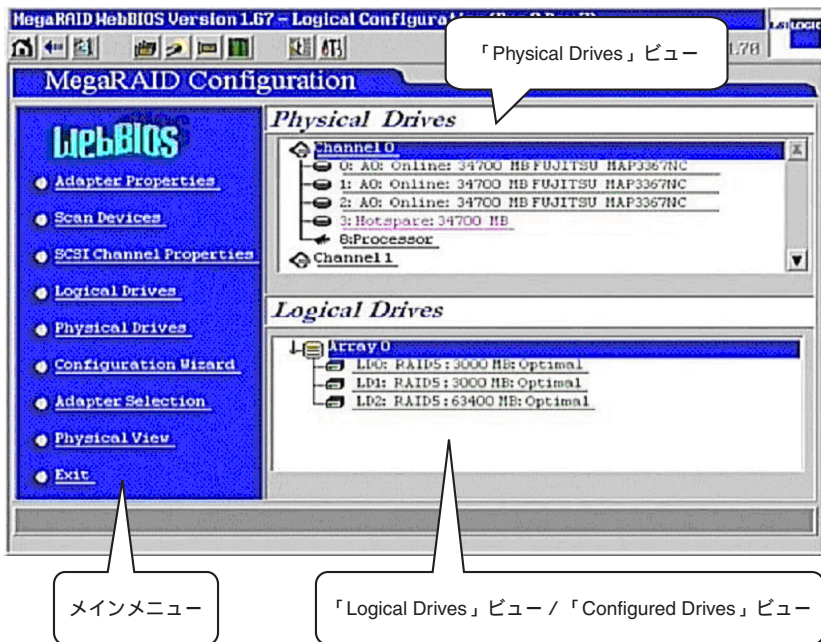 MegaRAID WebBIOS Version 1.67 - Logical Configuration
LSI LOGIC
1.70
「Physical Drives」ビュー
MegaRAID Configuration
WebBIOS
Adapter Properties
Scan Devices
SCSI Channel Properties
Logical Drives
Physical Drives
Configuration Wizard
Adapter Selection
Physical View
Exit
Physical Drives
Channel 0
0: A0: Online: 34700 MB FUJITSU MAP3367NC
1: A0: Online: 34700 MB FUJITSU MAP3367NC
2: A0: Online: 34700 MB FUJITSU MAP3367NC
3: Hotspare: 34700 MB
8:Processor
Channel 1
Logical Drives
Array 0
LD0: RAID5: 3000 MB: Optimal
LD1: RAID5: 3000 MB: Optimal
LD2: RAID5: 63400 MB: Optimal
メインメニュー
「Logical Drives」ビュー / 「Configured Drives」ビュー